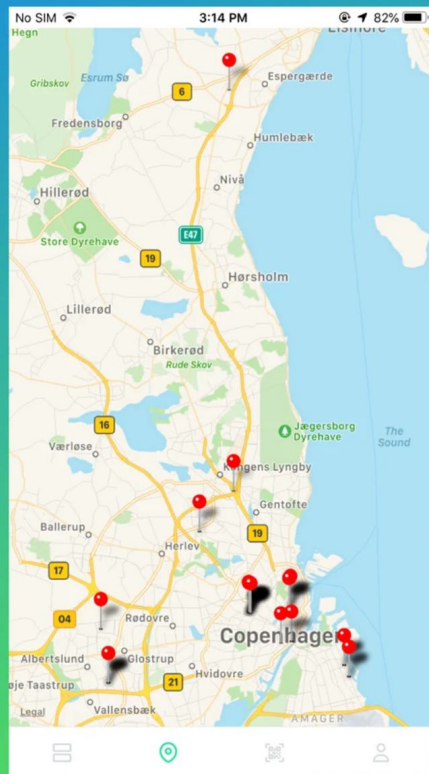 No SIM 3:14 PM 82%
Hegn
Elsinore
Gribskov
Esrum Sø
6
Espergærde
Fredensborg
Humlebæk
Nivå
Hillerød
E47
Store Dyrehave
19
Hørsholm
Lillerød
Birkerød
Rude Skov
16
Jægersborg
Dyrehave
The
Sound
Værløse
Kongens Lyngby
Gentofte
Ballerup
19
Herlev
17
04
Rødovre
Copenhagen
Albertslund
Glostrup
Hvidovre
øje Taastrup
21
Legal
Vallensbæk
AMAGER